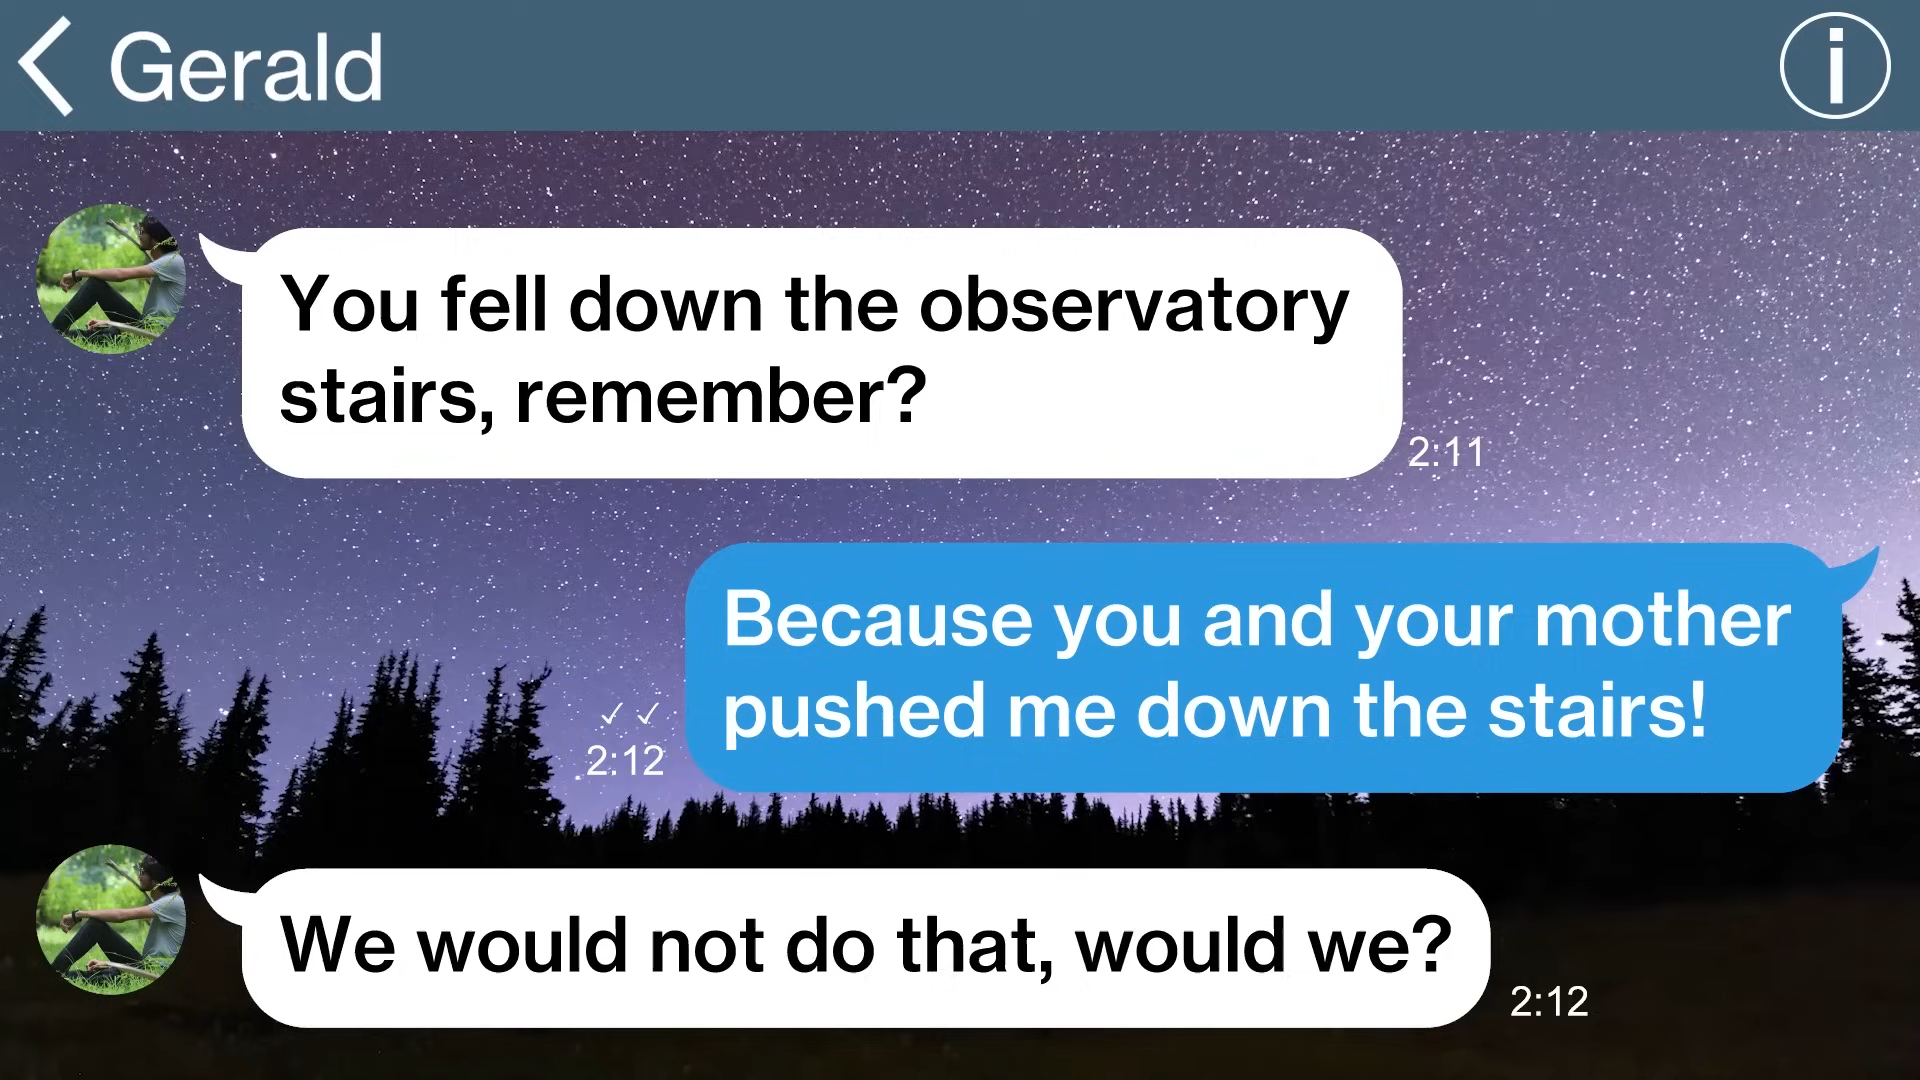 Gerald
You fell down the observatory
stairs, remember?
2:11
Because you and your mother
pushed me down the stairs!
2:12
We would not do that, would we?
2:12